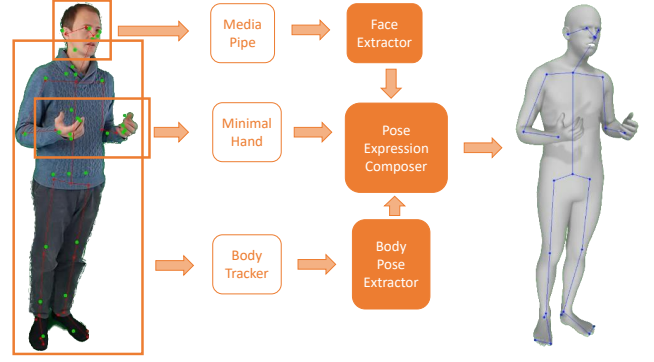 Media
Pipe
Face
Extractor
Minimal
Hand
Pose
Expression
Composer
Body
Tracker
Body
Pose
Extractor